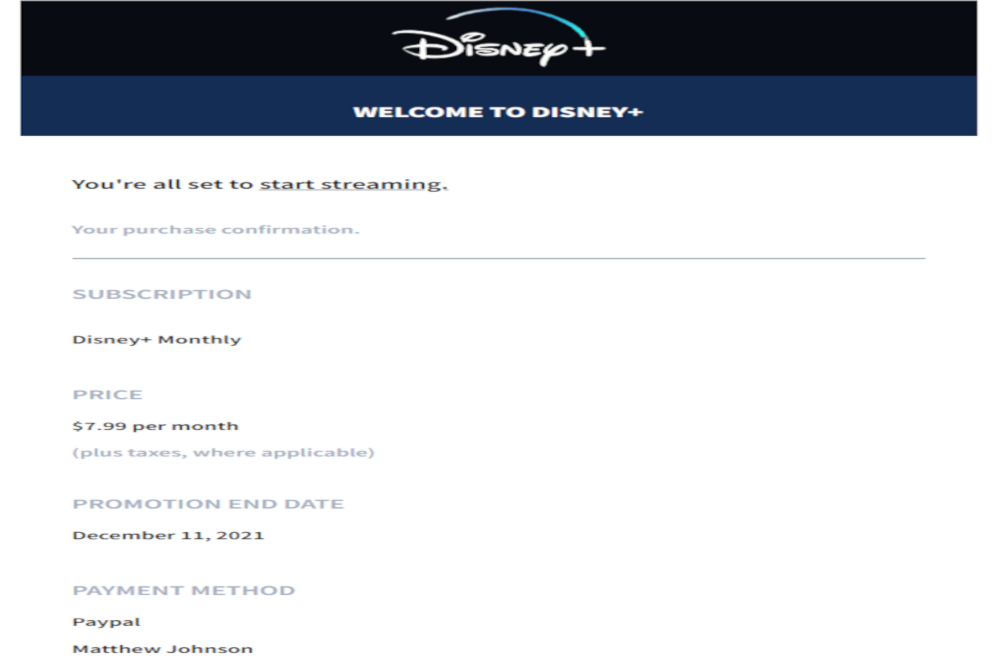 Disney+
WELCOME TO DISNEY+
You're all set to start streaming.
Your purchase confirmation.
SUBSCRIPTION
Disney+ Monthly
PRICE
$7.99 per month
(plus taxes, where applicable)
PROMOTION END DATE
December 11, 2021
PAYMENT METHOD
Paypal
Matthew Johnson